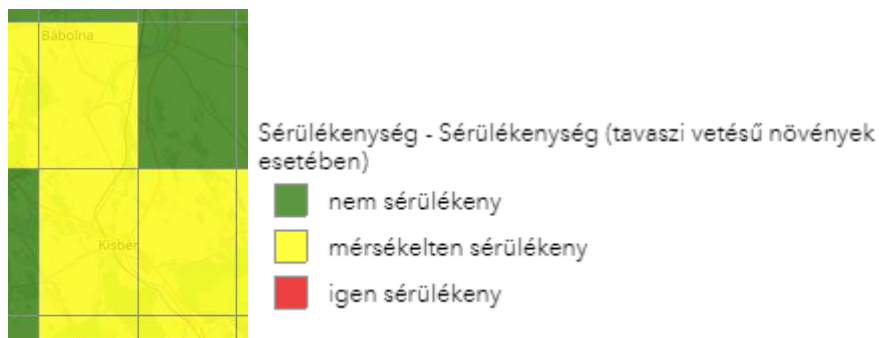 Bábolna
Kisbér
Sérülékenység - Sérülékenység (tavaszi vetésű növények
esetében)
nem sérülékeny
mérsékelten sérülékeny
igen sérülékeny